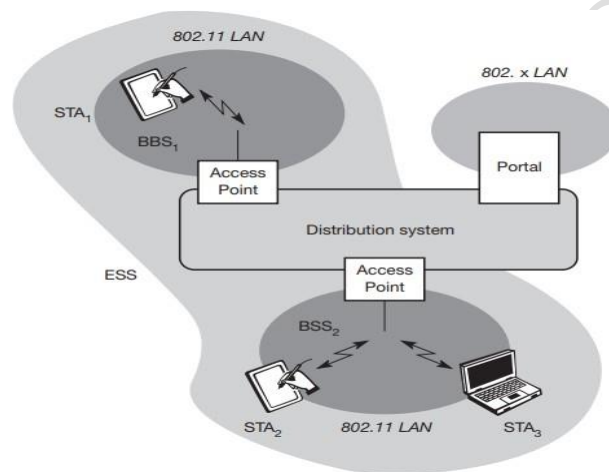 802.11 LAN
802. x LAN
STA1
BBS1
Access
Point
Portal
Distribution system
ESS
Access
Point
BSS2
STA2
802.11 LAN
STA3